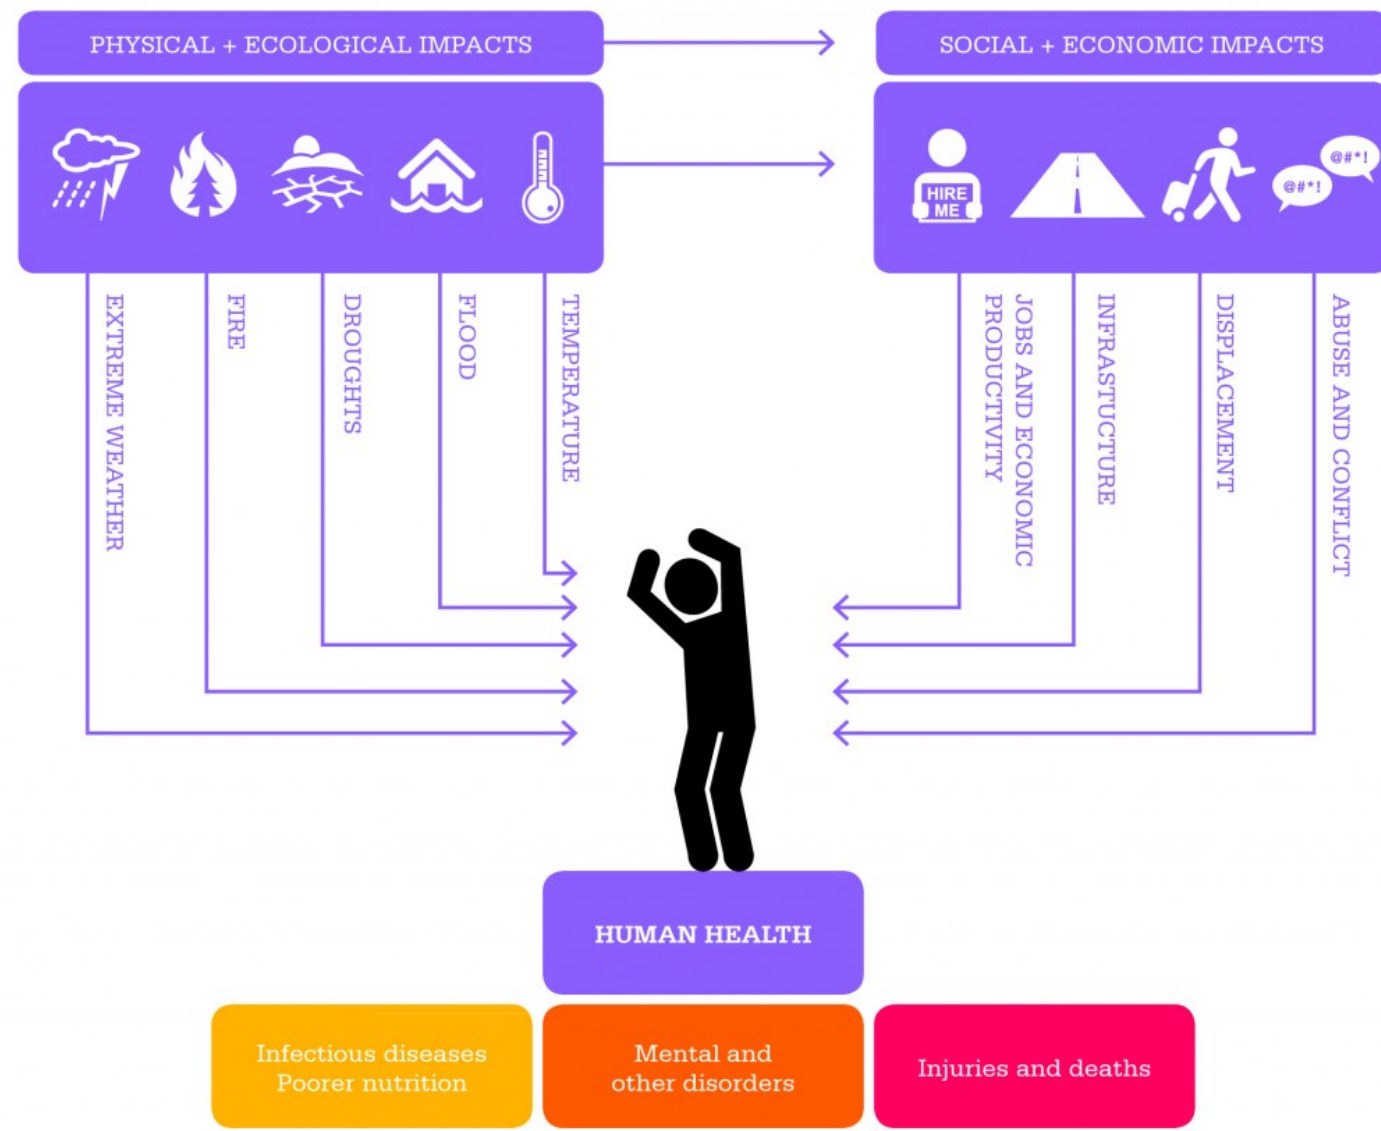 PHYSICAL + ECOLOGICAL IMPACTS
SOCIAL + ECONOMIC IMPACTS
HIRE
ME
@#*!
@#*!
EXTREME WEATHER
FIRE
DROUGHTS
FLOOD
TEMPERATURE
JOBS AND ECONOMIC
PRODUCTIVITY
INFRASTUCTURE
DISPLACEMENT
ABUSE AND CONFLICT
HUMAN HEALTH
Infectious diseases
Poorer nutrition
Mental and
other disorders
Injuries and deaths